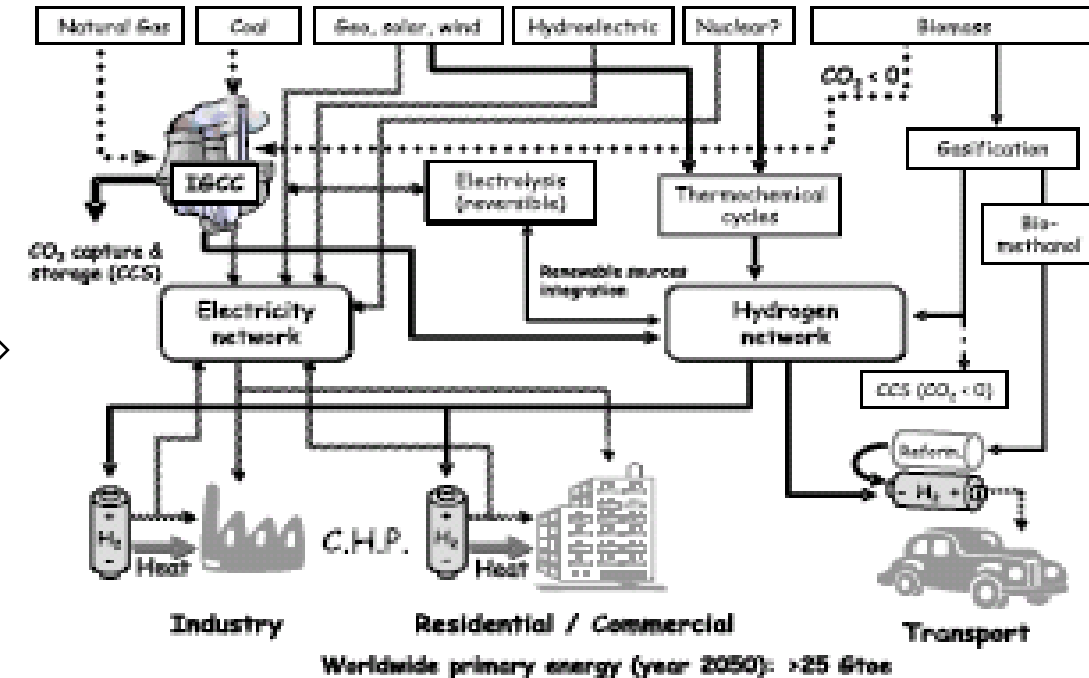 Natural Gas
Coal
Geo, solar, wind
Hydroelectric
Nuclear?
Biomass
CO₂ < 0
Gasification
IGCC
Electrolysis
(reversible)
Thermochemical
cycles
Bio-
methanol
CO₂ capture &
storage (CCS)
Renewable sources
integration
Electricity
network
Hydrogen
network
CCS (CO₂ < 0)
Reform.
- H₂ +
+
H₂
-
Heat
C.H.P.
+
H₂
-
Heat
Industry
Residential / Commercial
Transport
Worldwide primary energy (year 2050): >25 Gtoe